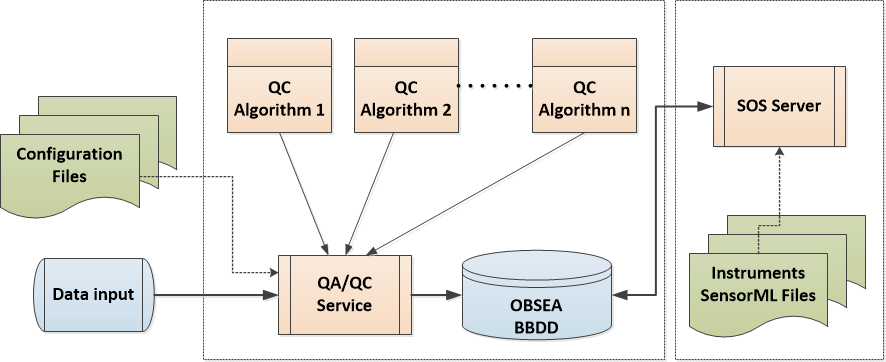 QC
Algorithm 1
QC
Algorithm 2
QC
Algorithm n
SOS Server
Configuration
Files
Data input
QA/QC
Service
OBSEA
BBDD
Instruments
SensorML Files